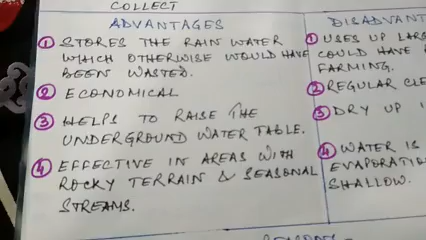 COLLECT
ADVANTAGES
① STORES THE RAIN WATER
WHICH OTHERWISE WOULD HAVE
BEEN WASTED.
② ECONOMICAL
③ HELPS TO RAISE THE
UNDERGROUND WATER TABLE.
④ EFFECTIVE IN AREAS WITH
ROCKY TERRAIN & SEASONAL
STREAMS.
DISADVANT
① USES UP LARG
COULD HAVE
FARMING.
② REGULAR CLE
③ DRY UP I
④ WATER IS
EVAPORATIO
SHALLOW.